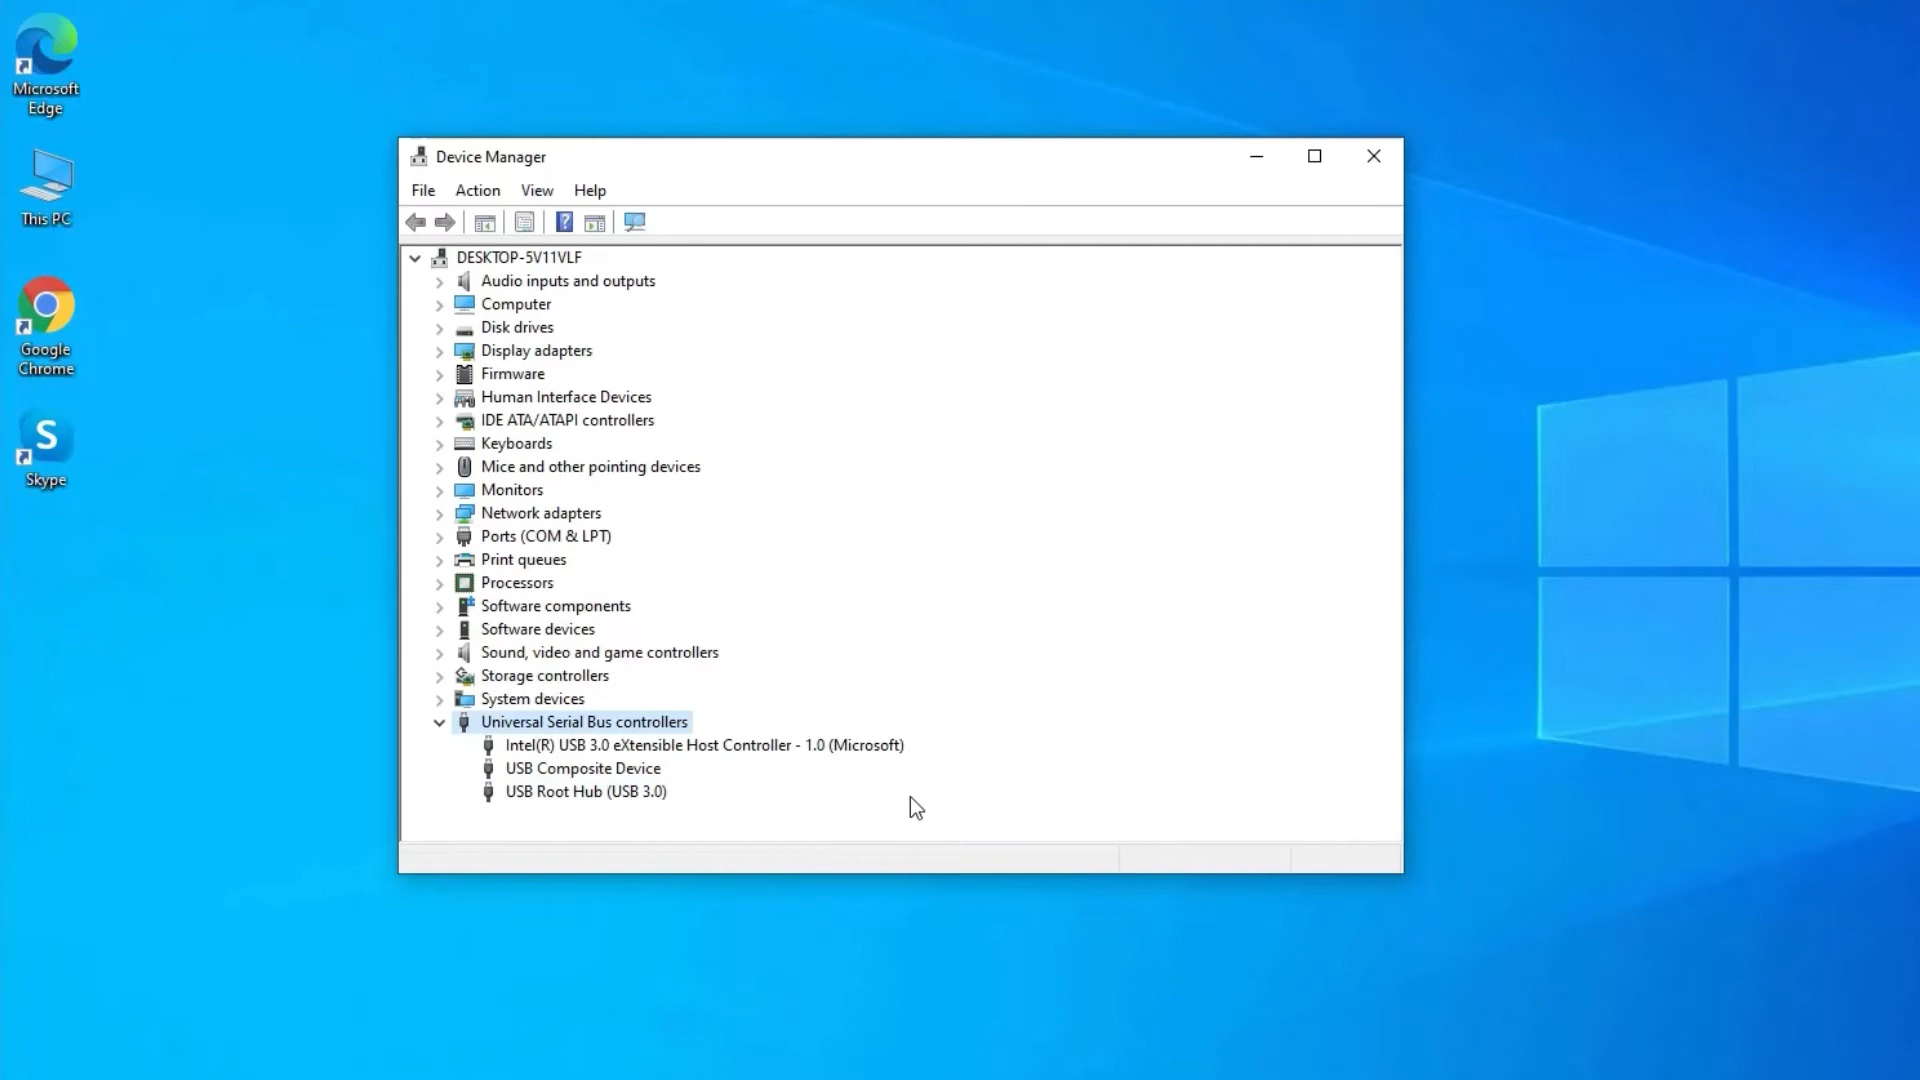 Microsoft
Edge
This PC
Google
Chrome
S
Skype
Device Manager
File Action View Help
?
DESKTOP-5V11VLF
Audio inputs and outputs
Computer
Disk drives
Display adapters
Firmware
Human Interface Devices
IDE ATA/ATAPI controllers
Keyboards
Mice and other pointing devices
Monitors
Network adapters
Ports (COM & LPT)
Print queues
Processors
Software components
Software devices
Sound, video and game controllers
Storage controllers
System devices
Universal Serial Bus controllers
Intel(R) USB 3.0 eXtensible Host Controller - 1.0 (Microsoft)
USB Composite Device
USB Root Hub (USB 3.0)